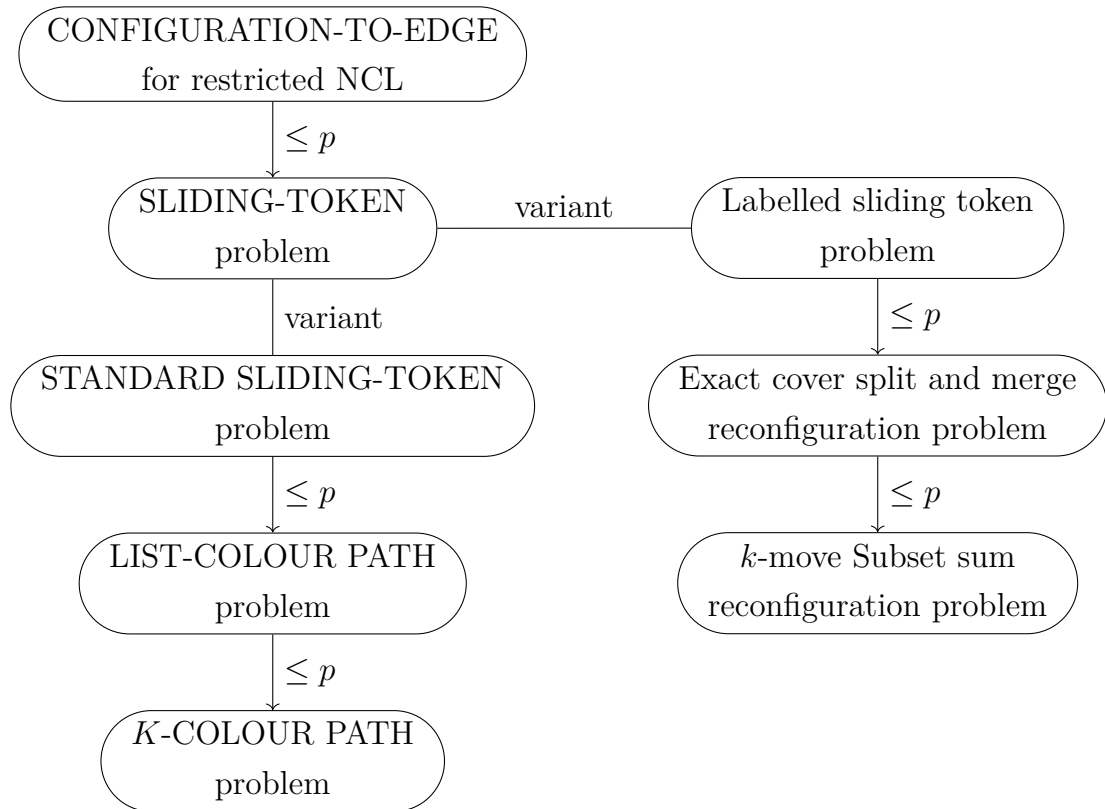 CONFIGURATION-TO-EDGE
for restricted NCL
≤ p
SLIDING-TOKEN
problem
variant
Labelled sliding token
problem
variant
≤ p
STANDARD SLIDING-TOKEN
problem
Exact cover split and merge
reconfiguration problem
≤ p
≤ p
LIST-COLOUR PATH
problem
k-move Subset sum
reconfiguration problem
≤ p
K-COLOUR PATH
problem